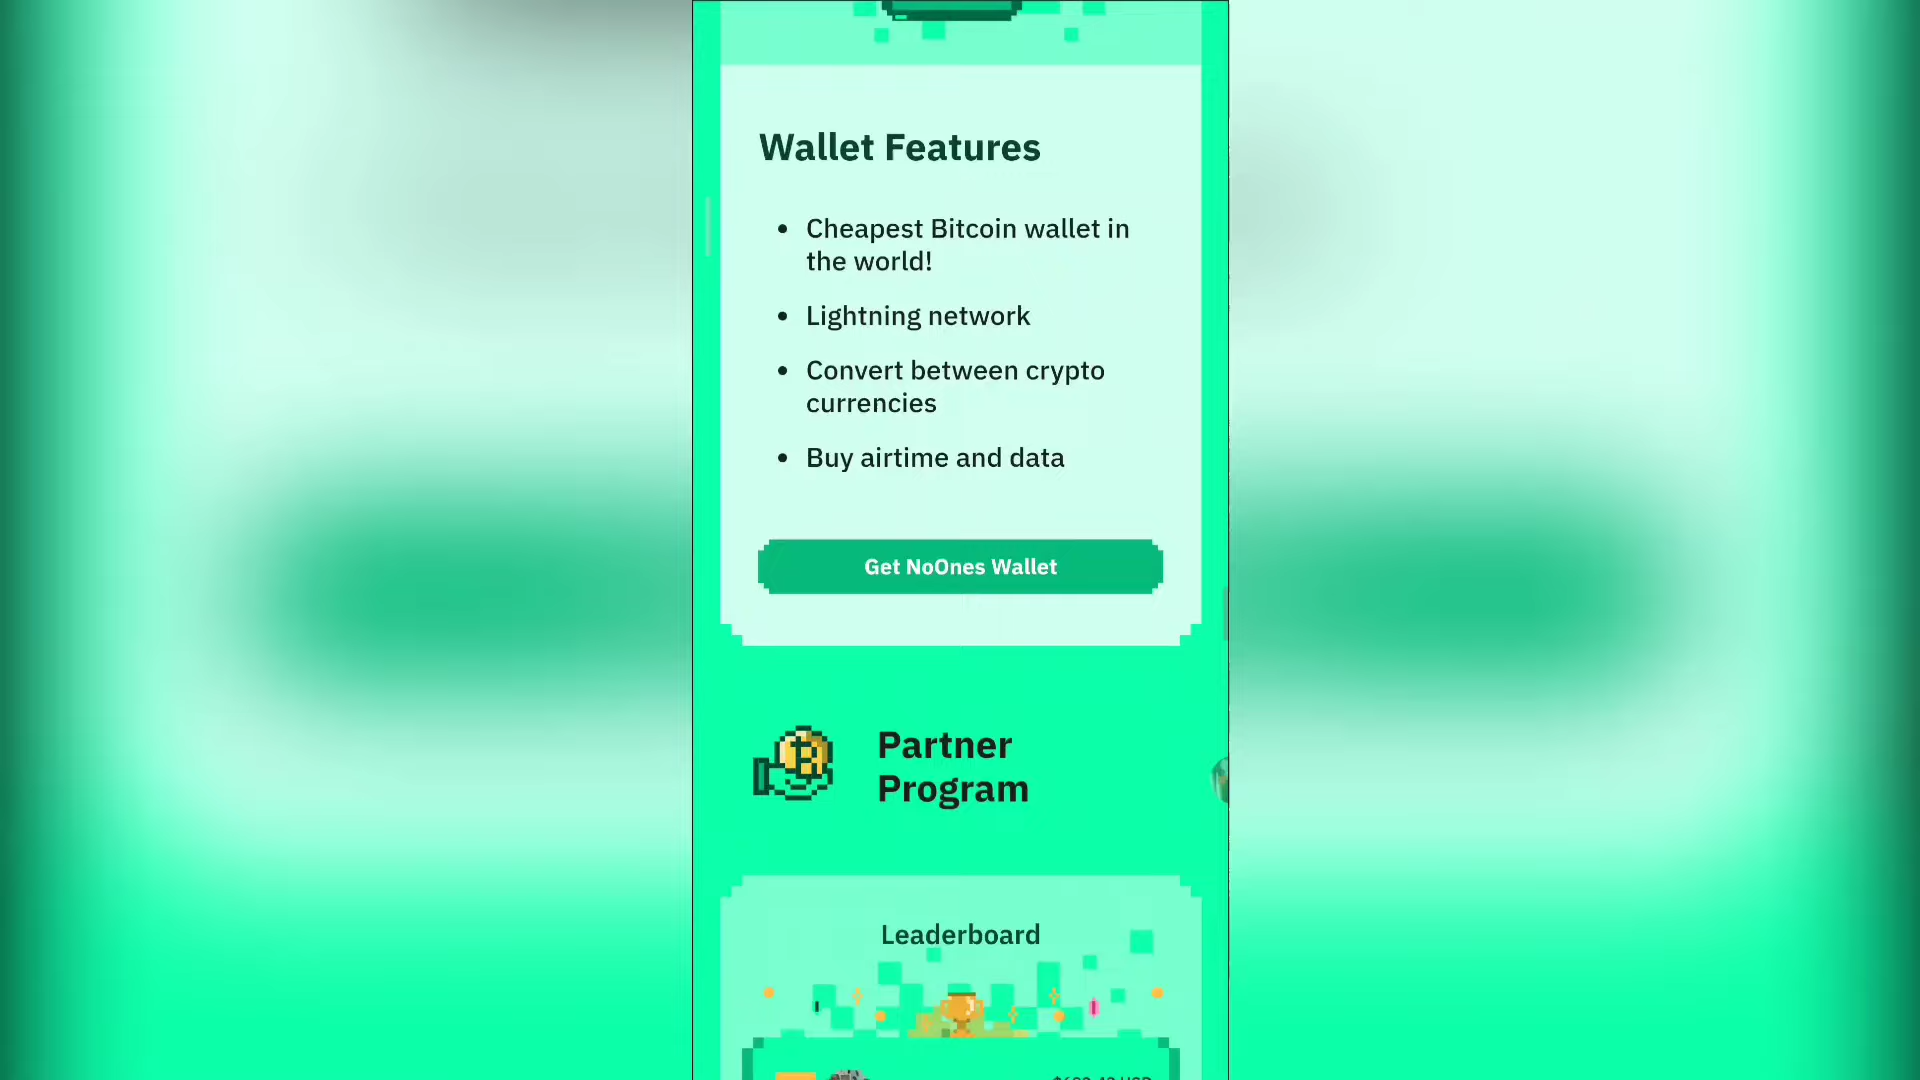 Wallet Features
• Cheapest Bitcoin wallet in
the world!
• Lightning network
• Convert between crypto
currencies
• Buy airtime and data
Get NoOnes Wallet
Partner
Program
Leaderboard